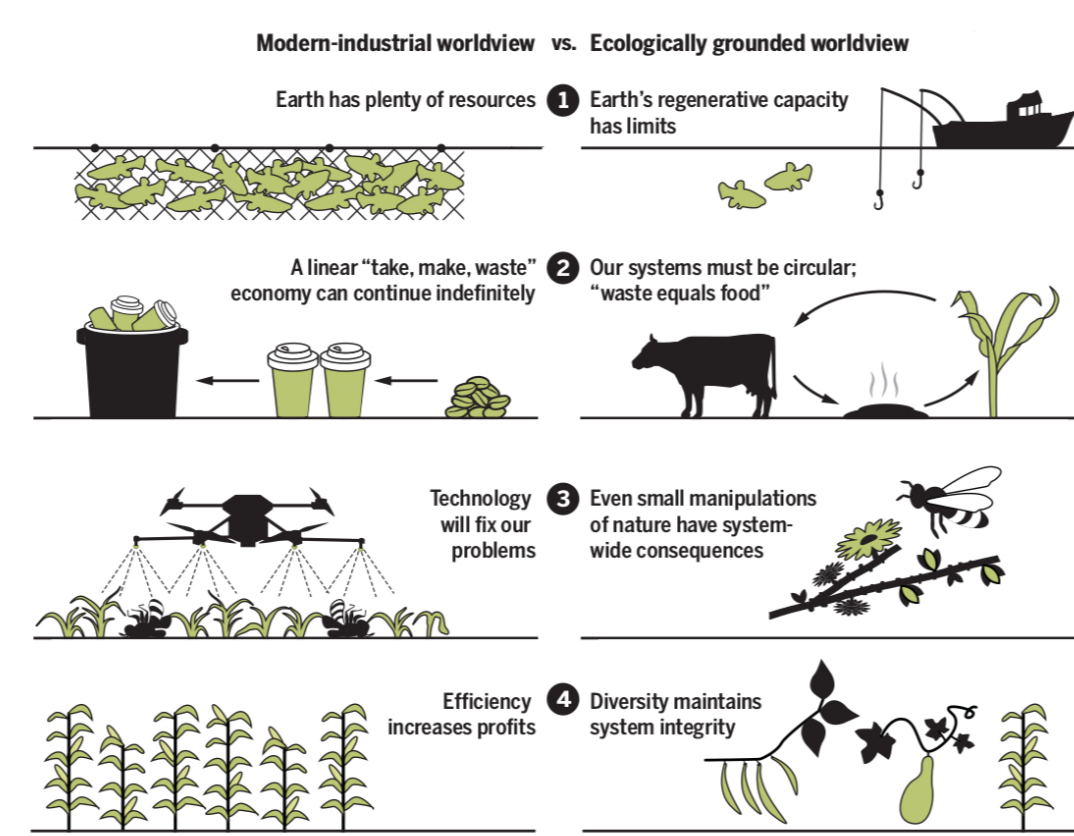 Modern-industrial worldview vs. Ecologically grounded worldview
Earth has plenty of resources
1
Earth's regenerative capacity
has limits
A linear “take, make, waste”
economy can continue indefinitely
2
Our systems must be circular;
“waste equals food”
Technology
will fix our
problems
3
Even small manipulations
of nature have system-
wide consequences
Efficiency
increases profits
4
Diversity maintains
system integrity